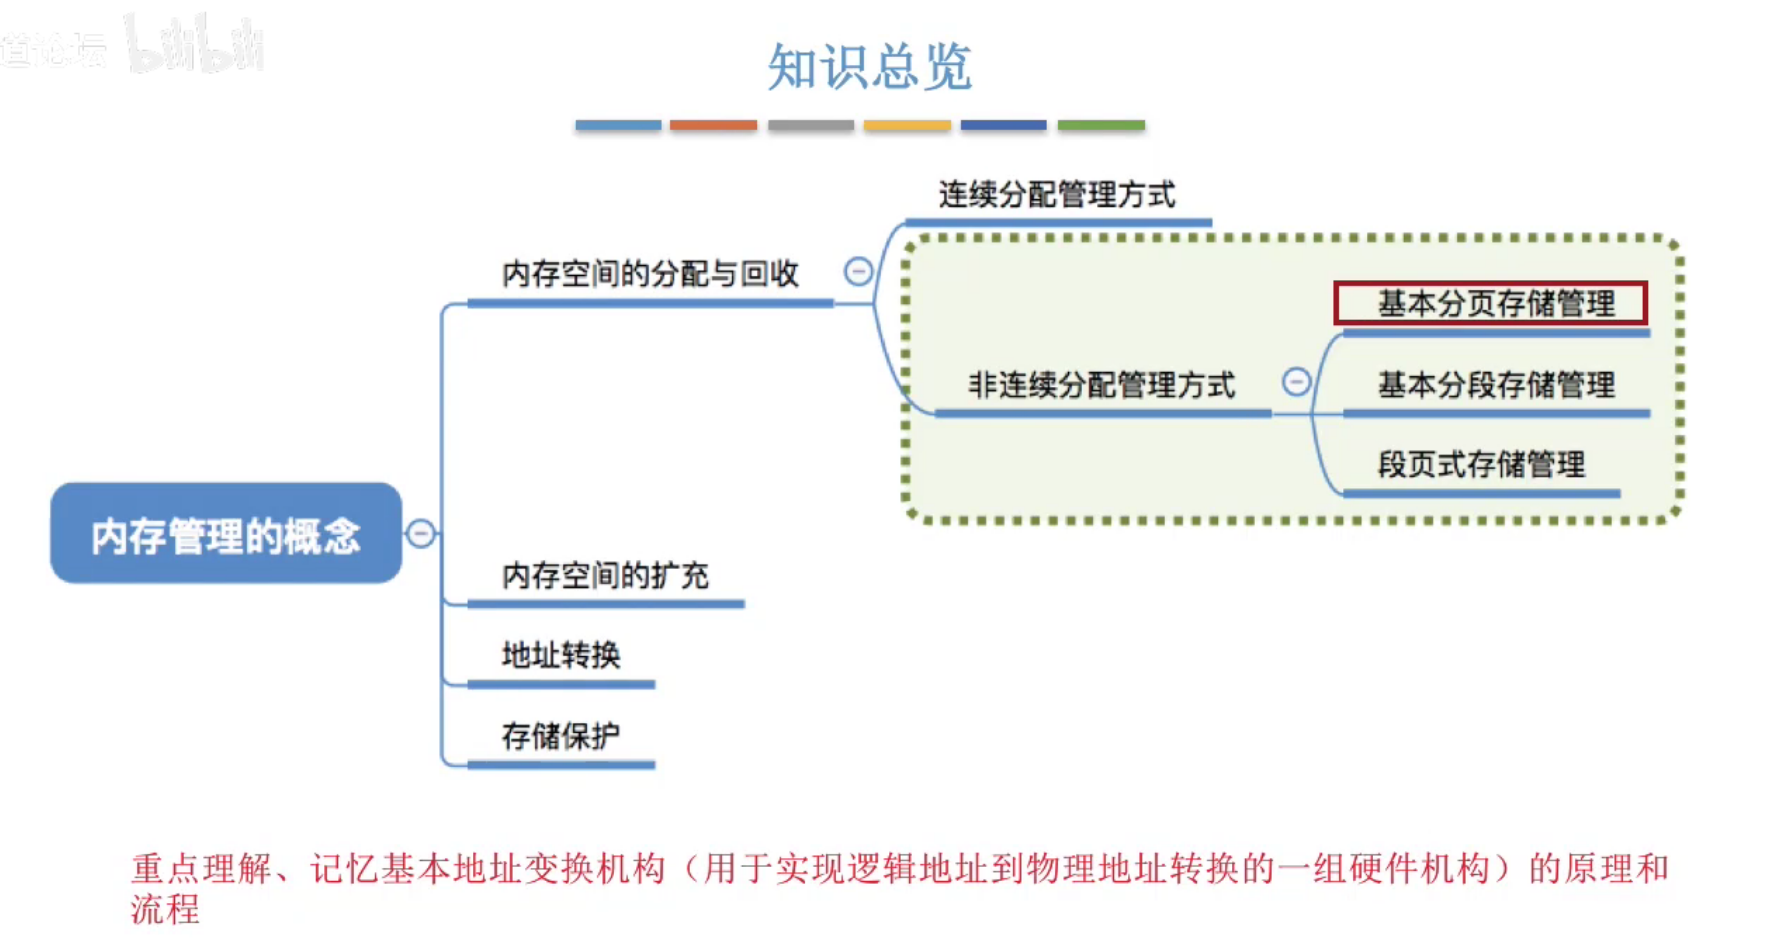 道论坛 bilibili
知识总览
连续分配管理方式
内存空间的分配与回收
基本分页存储管理
非连续分配管理方式
基本分段存储管理
段页式存储管理
内存管理的概念
内存空间的扩充
地址转换
存储保护
重点理解、记忆基本地址变换机构（用于实现逻辑地址到物理地址转换的一组硬件机构）的原理和
流程